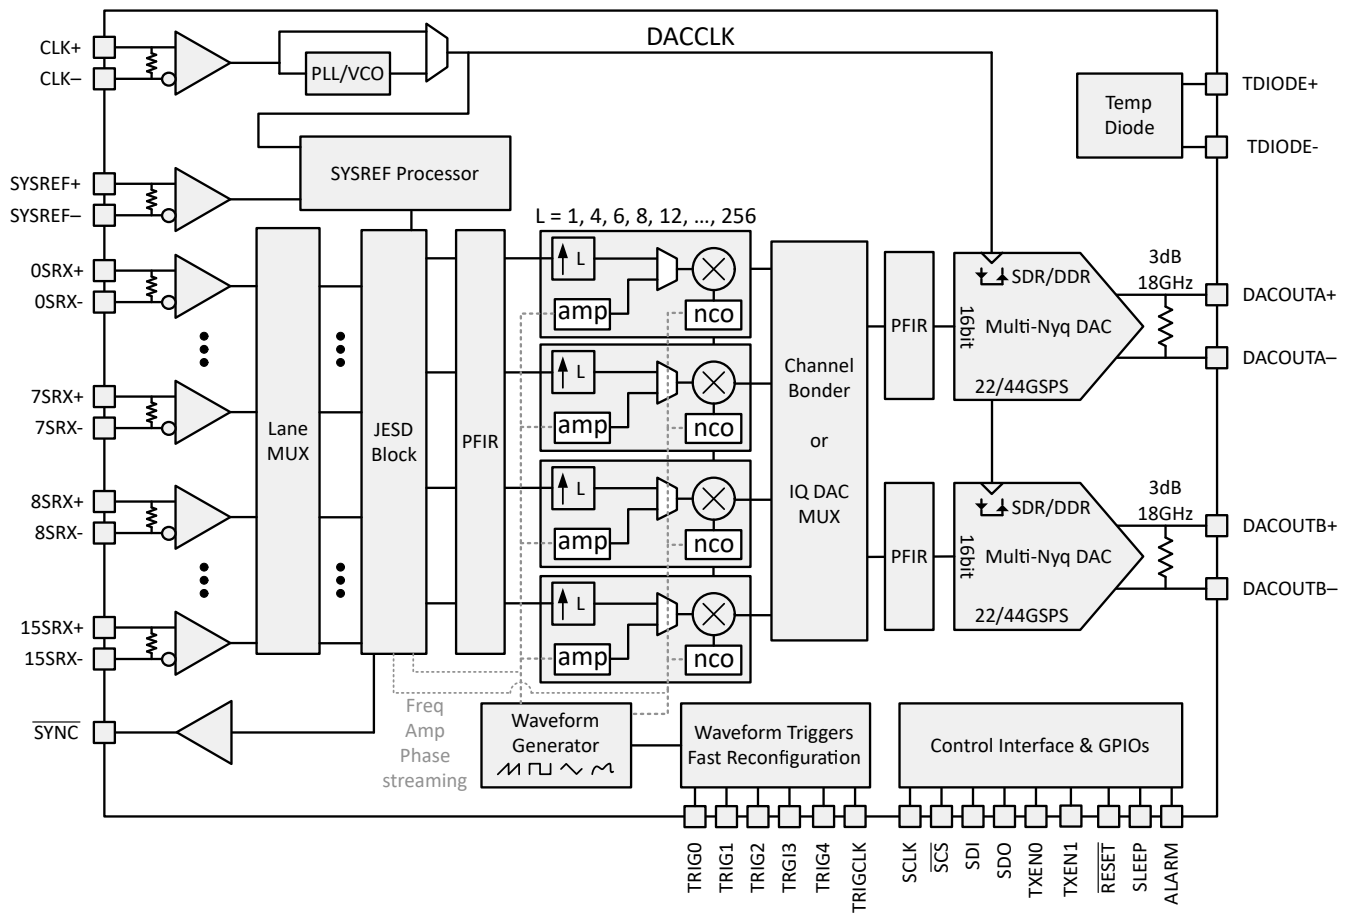 CLK+
CLK–
PLL/VCO
DACCLK
Temp
Diode
TDIODE+
TDIODE-
SYSREF+
SYSREF–
SYSREF Processor
L = 1, 4, 6, 8, 12, ..., 256
0SRX+
0SRX-
7SRX+
7SRX-
8SRX+
8SRX-
15SRX+
15SRX-
SYNC
Lane
MUX
JESD
Block
PFIR
L
amp
nco
L
amp
nco
L
amp
nco
L
amp
nco
Channel
Bonder
or
IQ DAC
MUX
PFIR
SDR/DDR
16bit
Multi-Nyq DAC
22/44GSPS
3dB
18GHz
DACOUTA+
DACOUTA–
PFIR
SDR/DDR
16bit
Multi-Nyq DAC
22/44GSPS
3dB
18GHz
DACOUTB+
DACOUTB–
Freq
Amp
Phase
streaming
Waveform
Generator
Waveform Triggers
Fast Reconfiguration
Control Interface & GPIOs
TRIG0
TRIG1
TRIG2
TRGI3
TRIG4
TRIGCLK
SCLK
SCS
SDI
SDO
TXEN0
TXEN1
RESET
SLEEP
ALARM